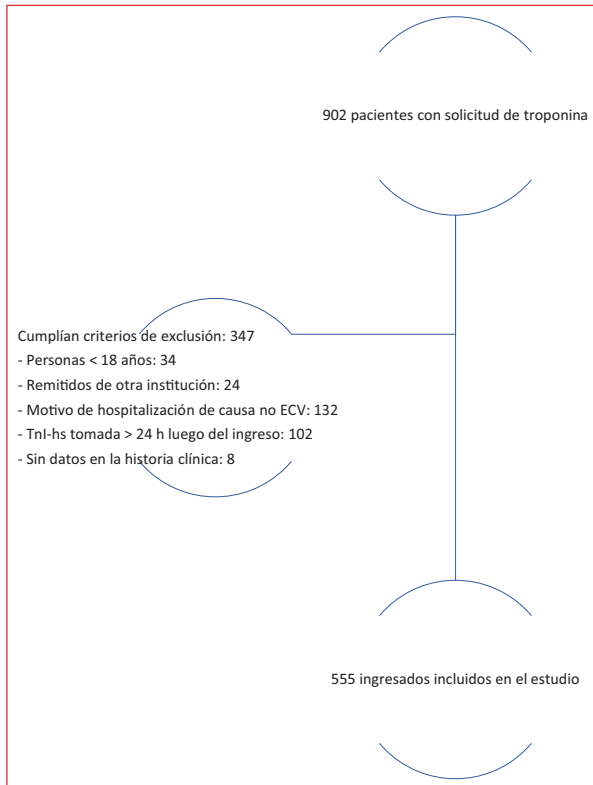 902 pacientes con solicitud de troponina
Cumplían criterios de exclusión: 347
- Personas < 18 años: 34
- Remitidos de otra institución: 24
- Motivo de hospitalización de causa no ECV: 132
- TnI-hs tomada > 24 h luego del ingreso: 102
- Sin datos en la historia clínica: 8
555 ingresados incluidos en el estudio